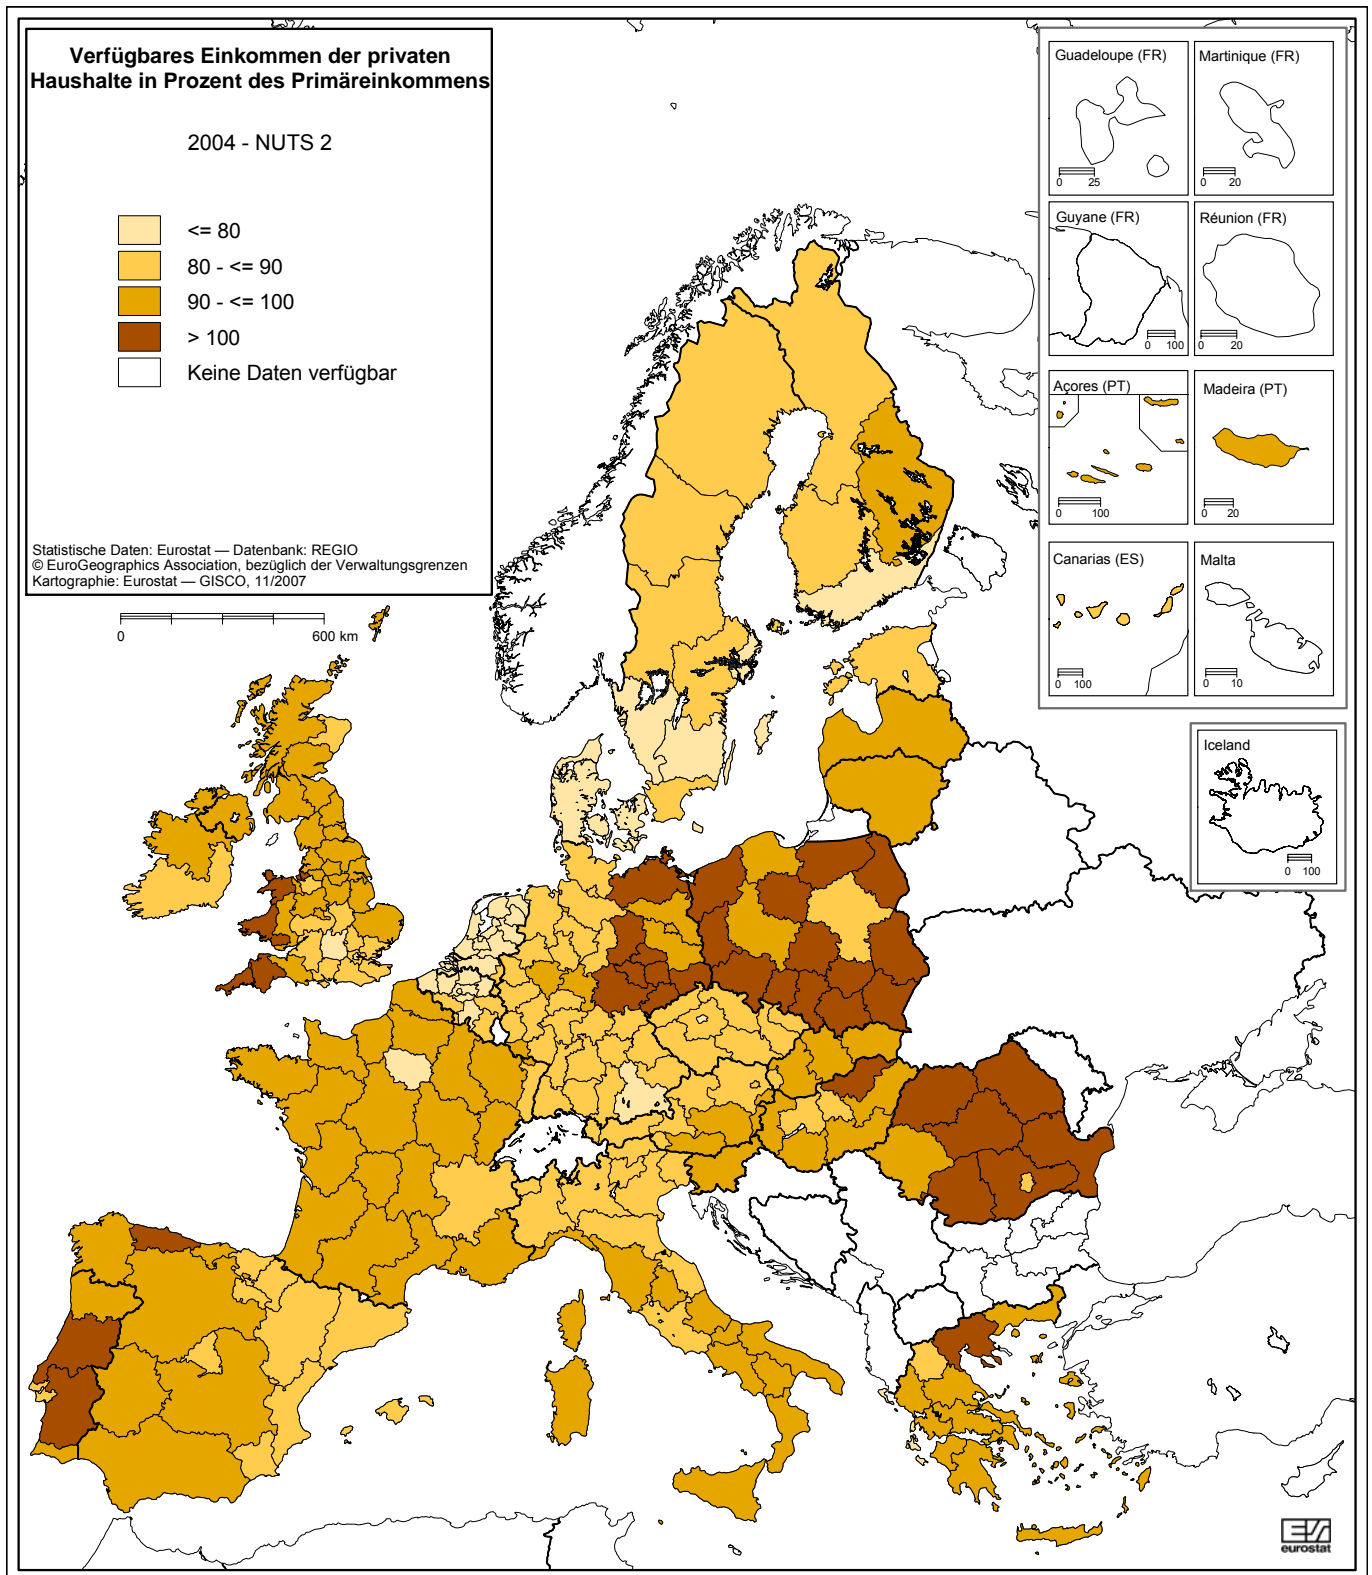 Verfügbares Einkommen der privaten
Haushalte in Prozent des Primäreinkommens
2004 - NUTS 2
<= 80
80 - <= 90
90 - <= 100
> 100
Keine Daten verfügbar
Statistische Daten: Eurostat — Datenbank: REGIO
© EuroGeographics Association, bezüglich der Verwaltungsgrenzen
Kartographie: Eurostat — GISCO, 11/2007
0 600 km
Guadeloupe (FR)
0 25
Martinique (FR)
0 20
Guyane (FR)
0 100
Réunion (FR)
0 20
Açores (PT)
0 100
Madeira (PT)
0 20
Canarias (ES)
0 100
Malta
0 10
Iceland
0 100
eurostat